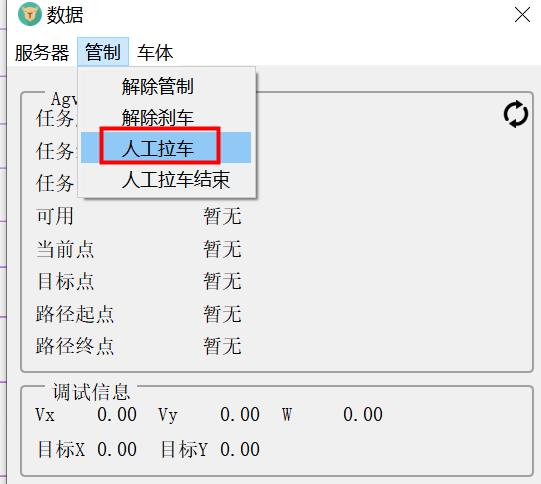 数据
服务器 管制 车体
解除管制
Agv
解除刹车
任务
人工拉车
任务
人工拉车结束
任务
可用 暂无
当前点 暂无
目标点 暂无
路径起点 暂无
路径终点 暂无
调试信息
Vx 0.00 Vy 0.00 W 0.00
目标X 0.00 目标Y 0.00